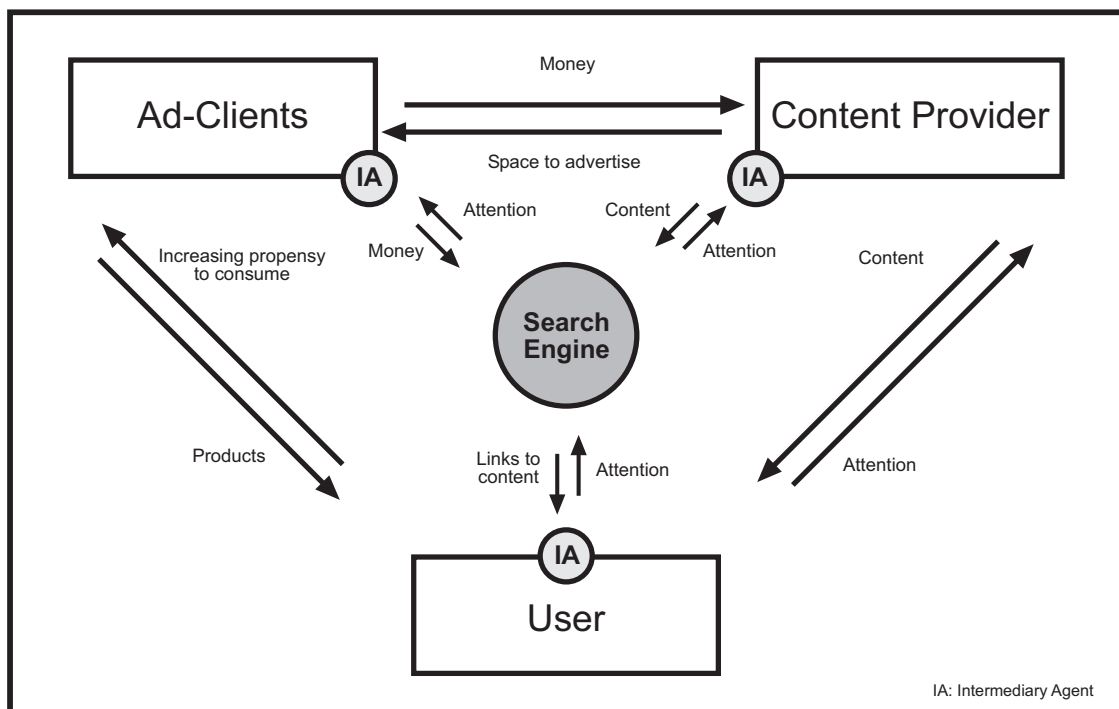 Money
Ad-Clients
Content Provider
Space to advertise
IA
IA
Attention
Content
Money
Attention
Increasing propensy
to consume
Content
Search
Engine
Products
Links to
content
Attention
Attention
IA
User
IA: Intermediary Agent